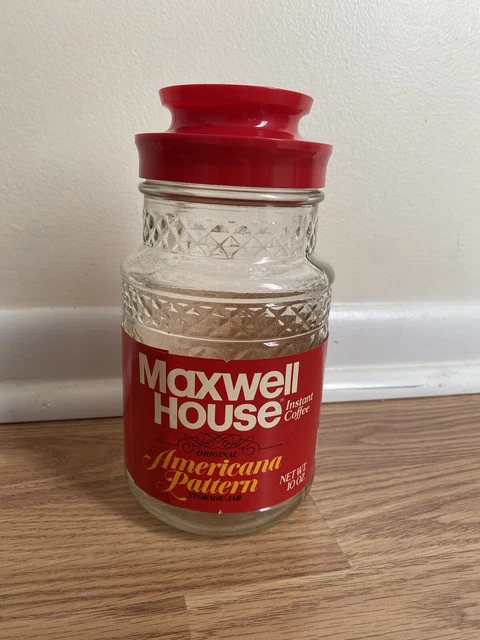 Maxwell
House®
Instant
Coffee
ORIGINAL
Americana
Pattern
STORAGE JAR
NET WT.
10 OZ.